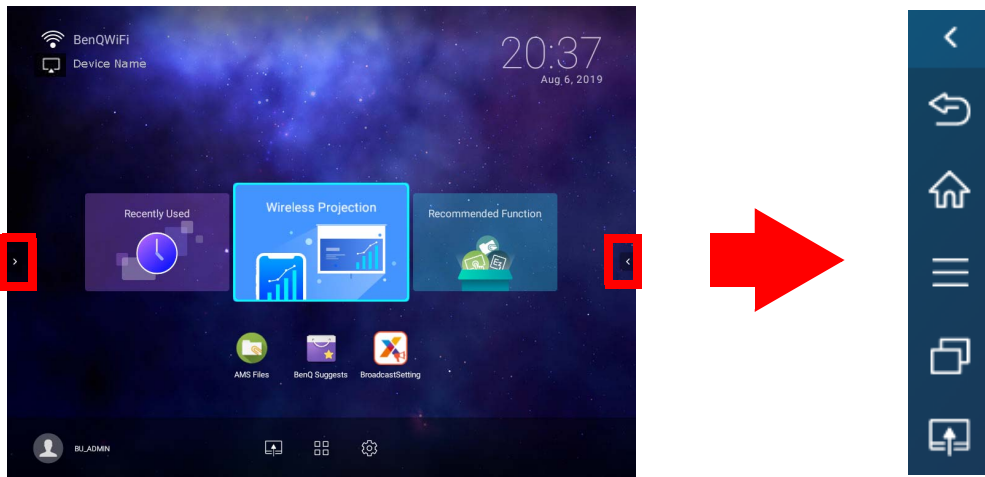 BenQWiFi
Device Name
20:37
Aug 6, 2019
Recently Used
Wireless Projection
Recommended Function
AMS Files
BenQ Suggests
BroadcastSetting
BU_ADMIN